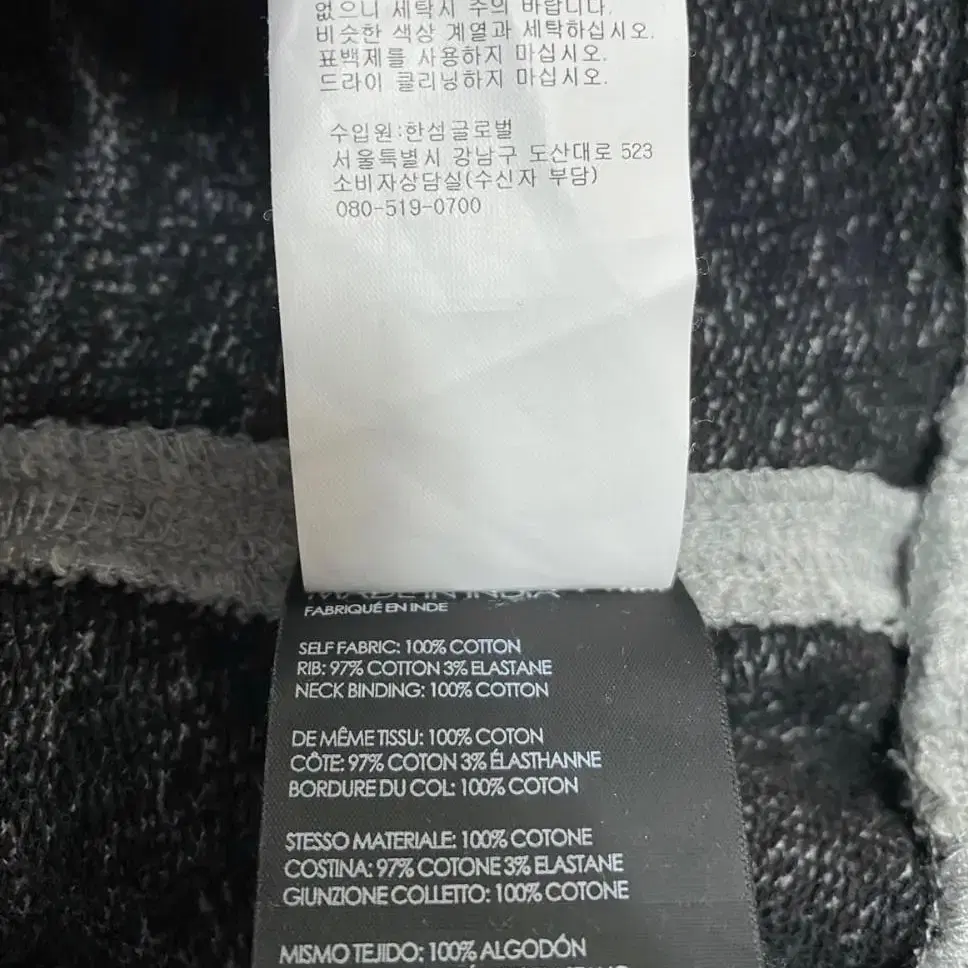 없으니 세탁시 주의 바랍니다.
비슷한 색상 계열과 세탁하십시오.
표백제를 사용하지 마십시오.
드라이 클리닝하지 마십시오.
수입원:한섬글로벌
서울특별시 강남구 도산대로 523
소비자상담실(수신자 부담)
080-519-0700
MADE IN INDIA
FABRIQUÉ EN INDE
SELF FABRIC: 100% COTTON
RIB: 97% COTTON 3% ELASTANE
NECK BINDING: 100% COTTON
DE MÊME TISSU: 100% COTON
CÔTE: 97% COTON 3% ÉLASTHANNE
BORDURE DU COL: 100% COTON
STESSO MATERIALE: 100% COTONE
COSTINA: 97% COTONE 3% ELASTANE
GIUNZIONE COLLETTO: 100% COTONE
MISMO TEJIDO: 100% ALGODÓN